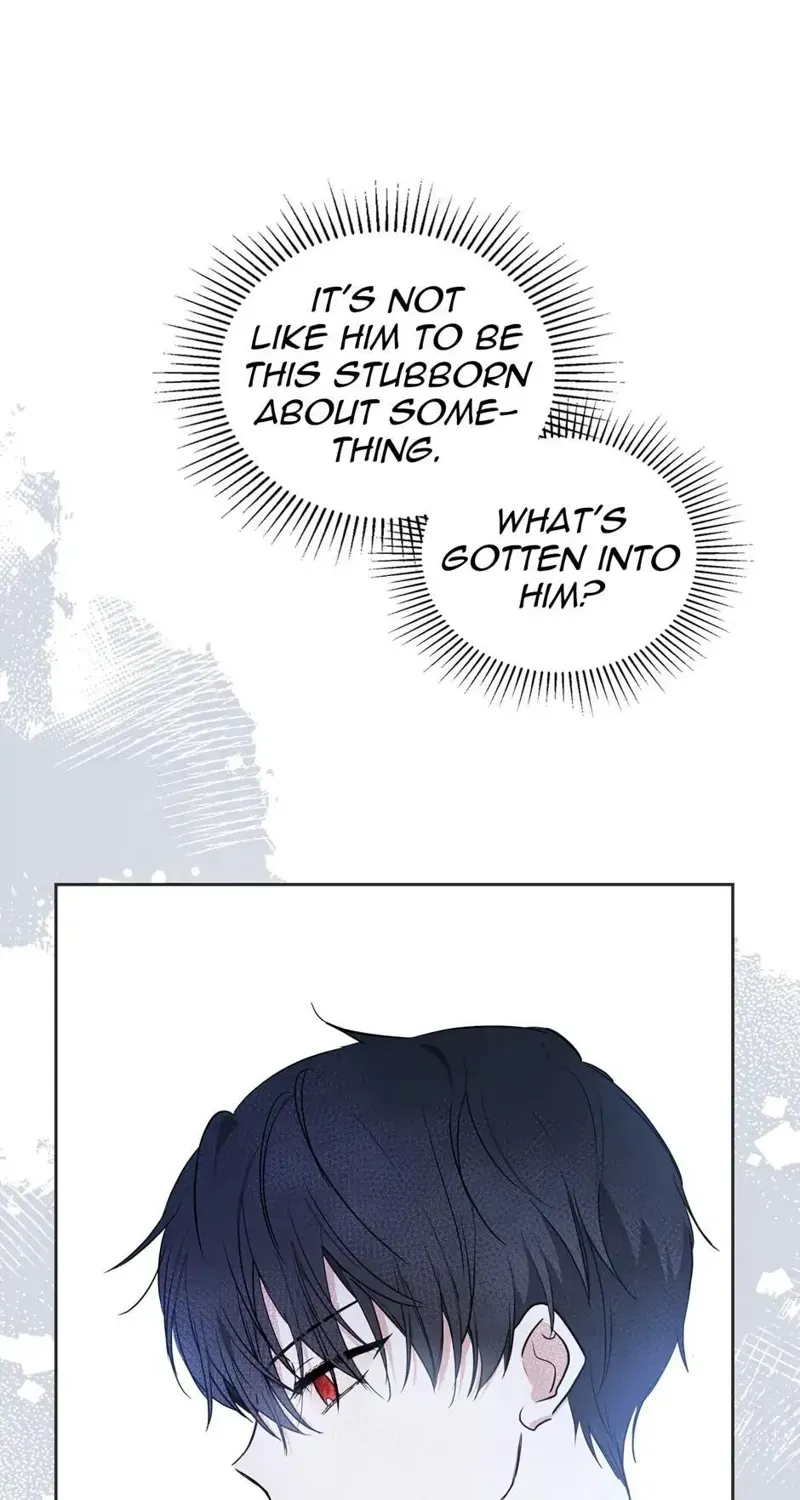 IT'S NOT
LIKE HIM TO BE
THIS STUBBORN
ABOUT SOME-
THING.
WHAT'S
GOTTEN INTO
HIM?